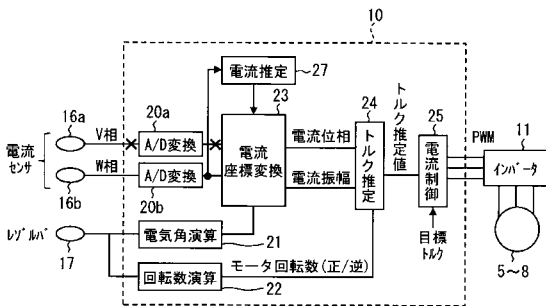 10
電流推定
27
23
16a
V相
20a
A/D変換
電流センサ
16b
W相
A/D変換
20b
電流座標変換
電流位相
電流振幅
24
トルク推定
トルク推定値
25
電流制御
PWM
11
インバータ
5～8
目標トルク
レゾルバ
17
電気角演算
21
回転数演算
22
モータ回転数(正/逆)